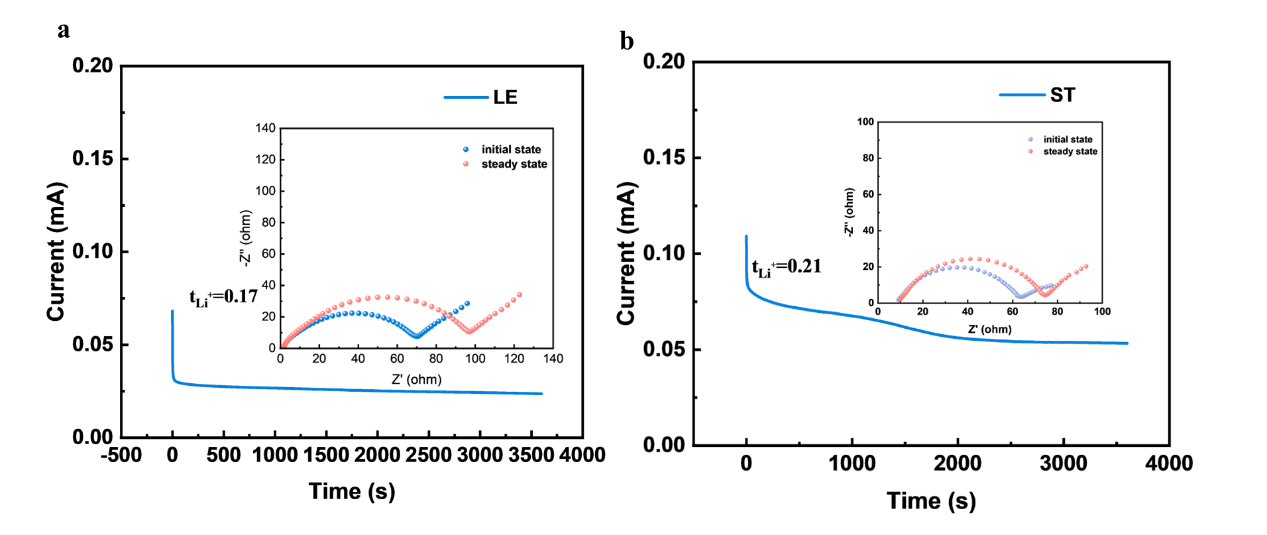 a
LE
0.20
0.15
0.10
0.05
0.00
Current (mA)
-500 0 500 1000 1500 2000 2500 3000 3500 4000
Time (s)
tLi+=0.17
initial state
steady state
140
120
100
80
60
40
20
0
-Z'' (ohm)
0 20 40 60 80 100 120 140
Z' (ohm)
b
ST
0.20
0.15
0.10
0.05
0.00
Current (mA)
0 1000 2000 3000 4000
Time (s)
tLi+=0.21
initial state
steady state
100
80
60
40
20
0
-Z'' (ohm)
0 20 40 60 80 100
Z' (ohm)